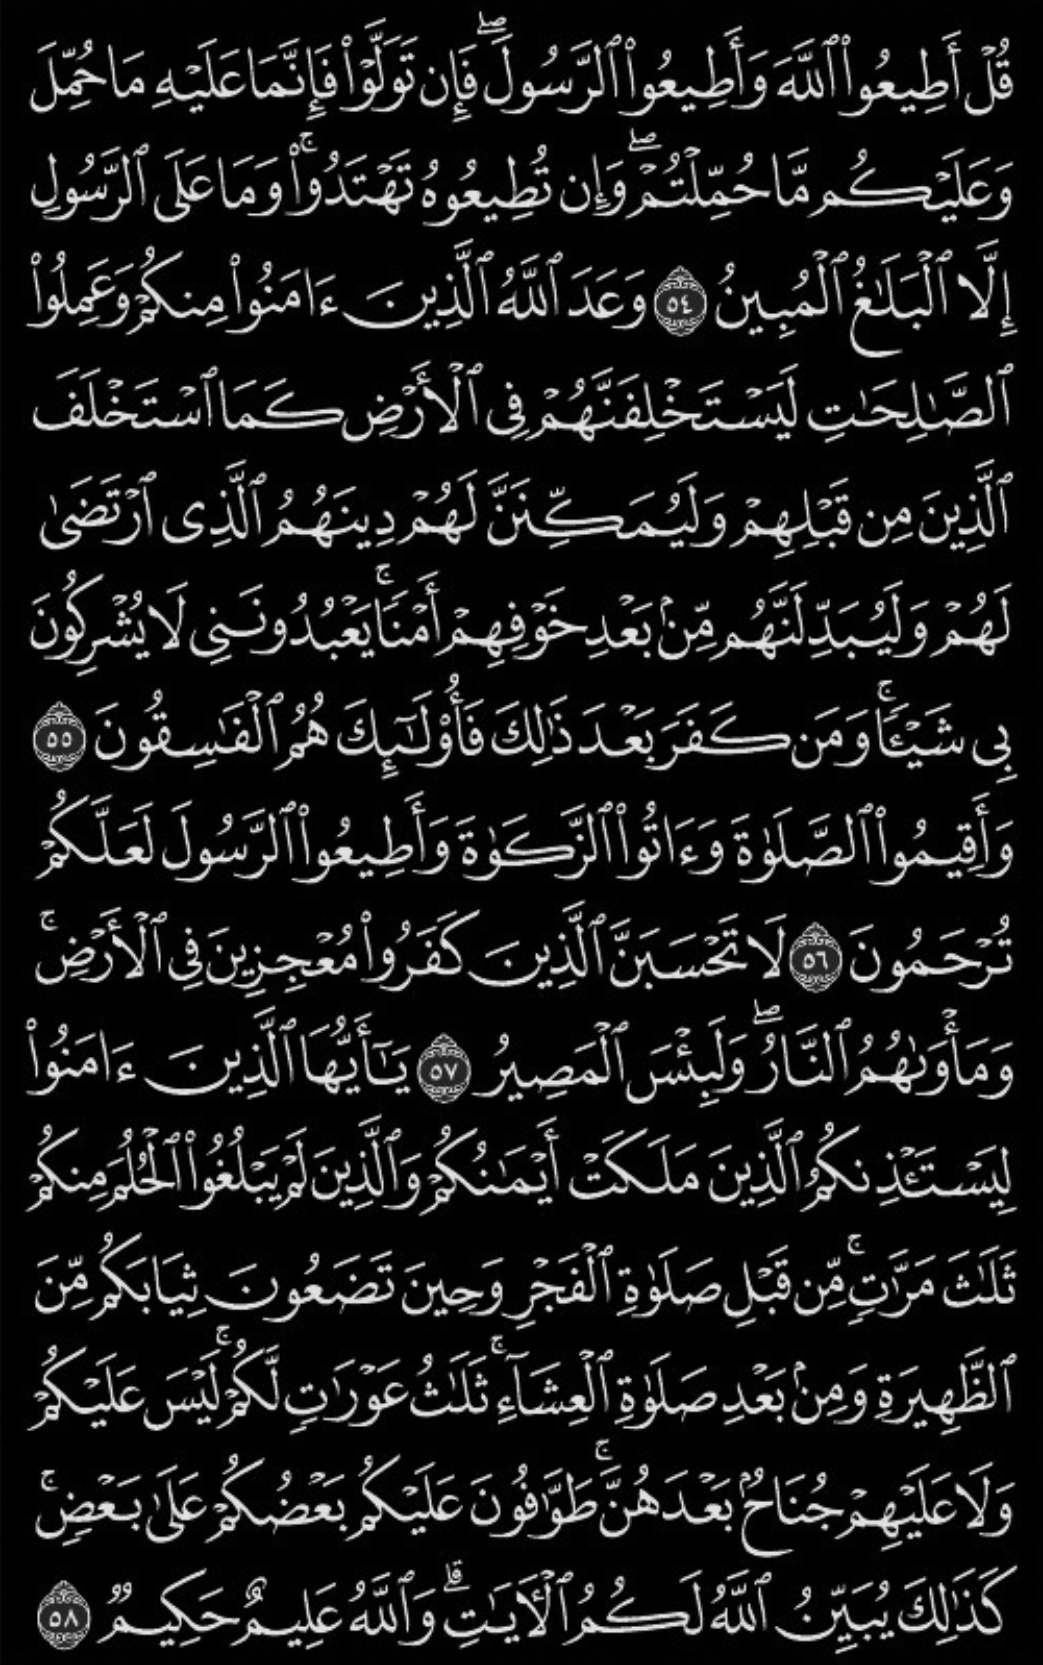 قُلۡ أَطِيعُواْ ٱللَّهَ وَأَطِيعُواْ ٱلرَّسُولَۖ فَإِن تَوَلَّوۡاْ فَإِنَّمَا عَلَيۡهِ مَا حُمِّلَ
وَعَلَيۡكُم مَّا حُمِّلۡتُمۡۖ وَإِن تُطِيعُوهُ تَهۡتَدُواْۚ وَمَا عَلَى ٱلرَّسُولِ
إِلَّا ٱلۡبَلَٰغُ ٱلۡمُبِينُ ٥٤ وَعَدَ ٱللَّهُ ٱلَّذِينَ ءَامَنُواْ مِنكُمۡ وَعَمِلُواْ
ٱلصَّٰلِحَٰتِ لَيَسۡتَخۡلِفَنَّهُمۡ فِي ٱلۡأَرۡضِ كَمَا ٱسۡتَخۡلَفَ
ٱلَّذِينَ مِن قَبۡلِهِمۡ وَلَيُمَكِّنَنَّ لَهُمۡ دِينَهُمُ ٱلَّذِي ٱرۡتَضَىٰ
لَهُمۡ وَلَيُبَدِّلَنَّهُم مِّنۢ بَعۡدِ خَوۡفِهِمۡ أَمۡنٗاۚ يَعۡبُدُونَنِي لَا يُشۡرِكُونَ
بِي شَيۡـٔٗاۚ وَمَن كَفَرَ بَعۡدَ ذَٰلِكَ فَأُوْلَٰٓئِكَ هُمُ ٱلۡفَٰسِقُونَ ٥٥
وَأَقِيمُواْ ٱلصَّلَوٰةَ وَءَاتُواْ ٱلزَّكَوٰةَ وَأَطِيعُواْ ٱلرَّسُولَ لَعَلَّكُمۡ
تُرۡحَمُونَ ٥٦ لَا تَحۡسَبَنَّ ٱلَّذِينَ كَفَرُواْ مُعۡجِزِينَ فِي ٱلۡأَرۡضِۚ
وَمَأۡوَىٰهُمُ ٱلنَّارُۖ وَلَبِئۡسَ ٱلۡمَصِيرُ ٥٧ يَٰٓأَيُّهَا ٱلَّذِينَ ءَامَنُواْ
لِيَسۡتَـٔۡذِنكُمُ ٱلَّذِينَ مَلَكَتۡ أَيۡمَٰنُكُمۡ وَٱلَّذِينَ لَمۡ يَبۡلُغُواْ ٱلۡحُلُمَ مِنكُمۡ
ثَلَٰثَ مَرَّٰتٖۚ مِّن قَبۡلِ صَلَوٰةِ ٱلۡفَجۡرِ وَحِينَ تَضَعُونَ ثِيَابَكُم مِّنَ
ٱلظَّهِيرَةِ وَمِنۢ بَعۡدِ صَلَوٰةِ ٱلۡعِشَآءِۚ ثَلَٰثُ عَوۡرَٰتٖ لَّكُمۡۚ لَيۡسَ عَلَيۡكُمۡ
وَلَا عَلَيۡهِمۡ جُنَاحُۢ بَعۡدَهُنَّۚ طَوَّٰفُونَ عَلَيۡكُم بَعۡضُكُمۡ عَلَىٰ بَعۡضٖۚ
كَذَٰلِكَ يُبَيِّنُ ٱللَّهُ لَكُمُ ٱلۡأٓيَٰتِۗ وَٱللَّهُ عَلِيمٌ حَكِيمٞ ٥٨